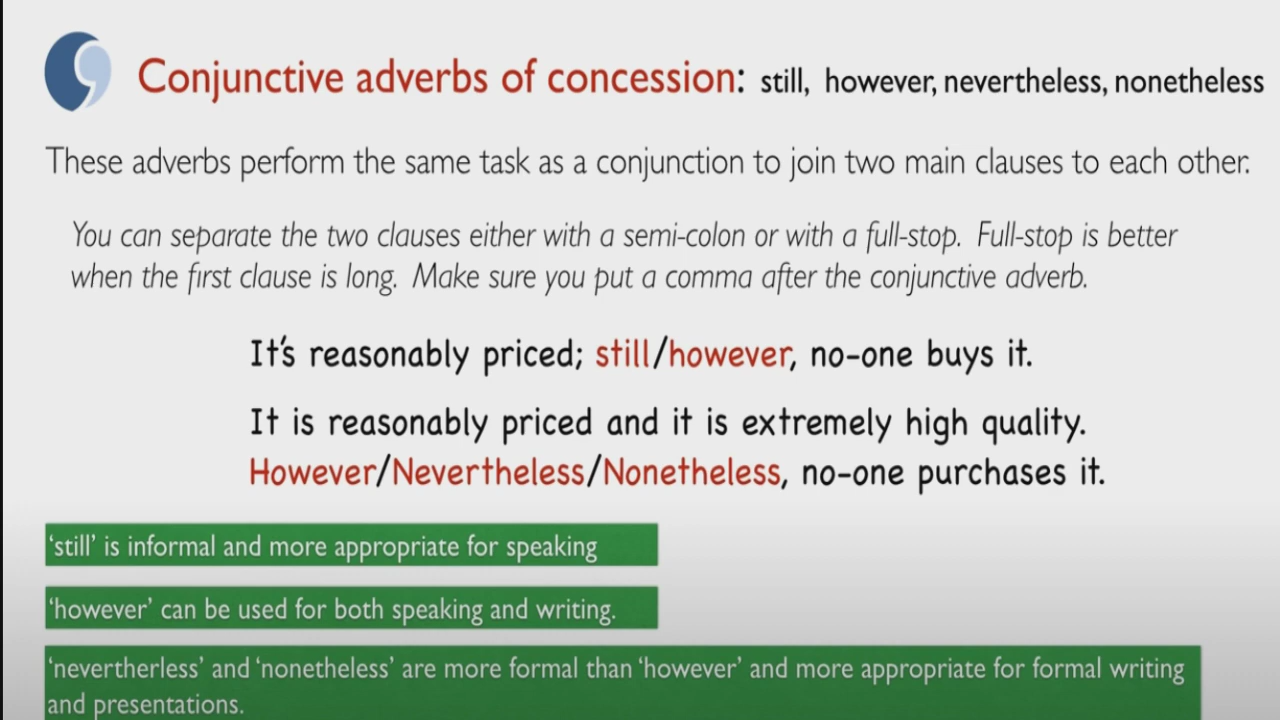 Conjunctive adverbs of concession: still, however, nevertheless, nonetheless
These adverbs perform the same task as a conjunction to join two main clauses to each other.
You can separate the two clauses either with a semi-colon or with a full-stop. Full-stop is better
when the first clause is long. Make sure you put a comma after the conjunctive adverb.
It's reasonably priced; still/however, no-one buys it.
It is reasonably priced and it is extremely high quality.
However/Nevertheless/Nonetheless, no-one purchases it.
‘still’ is informal and more appropriate for speaking
‘however’ can be used for both speaking and writing.
‘nevertherless’ and ‘nonetheless’ are more formal than ‘however’ and more appropriate for formal writing
and presentations.